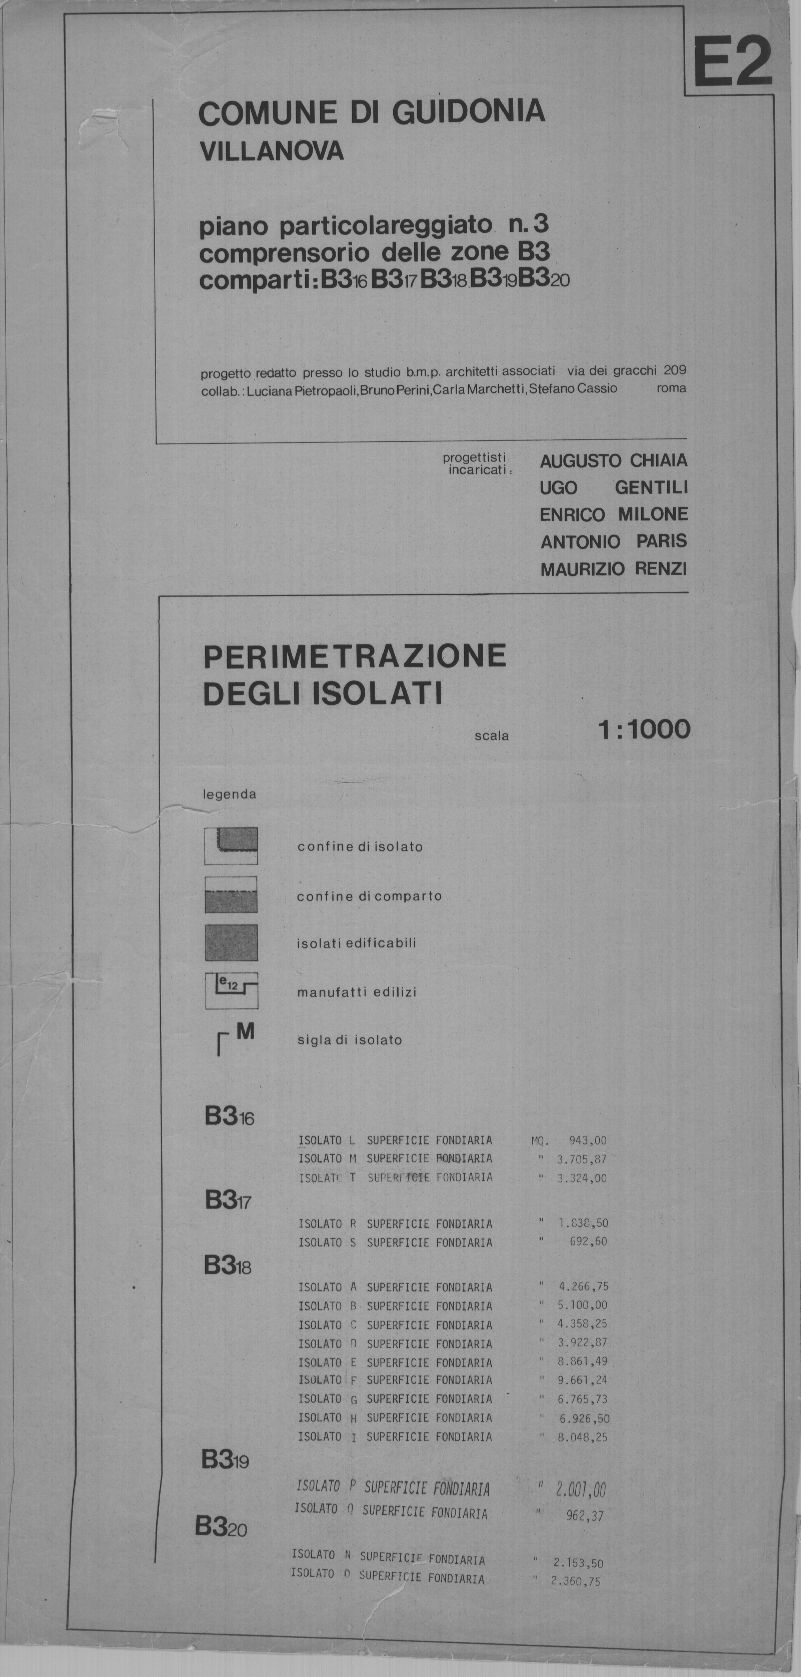 E2
COMUNE DI GUIDONIA
VILLANOVA
piano particolareggiato n.3
comprensorio delle zone B3
comparti: B316 B317 B318 B319 B320
progetto redatto presso lo studio b.m.p. architetti associati via dei gracchi 209
collab.: Luciana Pietropaoli, Bruno Perini, Carla Marchetti, Stefano Cassio roma
progettisti
incaricati:
AUGUSTO CHIAIA
UGO GENTILI
ENRICO MILONE
ANTONIO PARIS
MAURIZIO RENZI
PERIMETRAZIONE
DEGLI ISOLATI
scala 1:1000
legenda
confine di isolato
confine di comparto
isolati edificabili
e12 manufatti edilizi
M sigla di isolato
B316
ISOLATO L SUPERFICIE FONDIARIA MQ. 943,00
ISOLATO M SUPERFICIE FONDIARIA " 3.705,87
ISOLATO T SUPERFICIE FONDIARIA " 3.324,00
B317
ISOLATO R SUPERFICIE FONDIARIA " 1.838,50
ISOLATO S SUPERFICIE FONDIARIA " 692,60
B318
ISOLATO A SUPERFICIE FONDIARIA " 4.266,75
ISOLATO B SUPERFICIE FONDIARIA " 5.100,00
ISOLATO C SUPERFICIE FONDIARIA " 4.358,25
ISOLATO D SUPERFICIE FONDIARIA " 3.922,87
ISOLATO E SUPERFICIE FONDIARIA " 8.861,49
ISOLATO F SUPERFICIE FONDIARIA " 9.661,24
ISOLATO G SUPERFICIE FONDIARIA " 6.765,73
ISOLATO H SUPERFICIE FONDIARIA " 6.926,50
ISOLATO I SUPERFICIE FONDIARIA " 8.048,25
B319
ISOLATO P SUPERFICIE FONDIARIA " 2.001,00
ISOLATO Q SUPERFICIE FONDIARIA " 962,37
B320
ISOLATO N SUPERFICIE FONDIARIA " 2.153,50
ISOLATO O SUPERFICIE FONDIARIA " 2.360,75